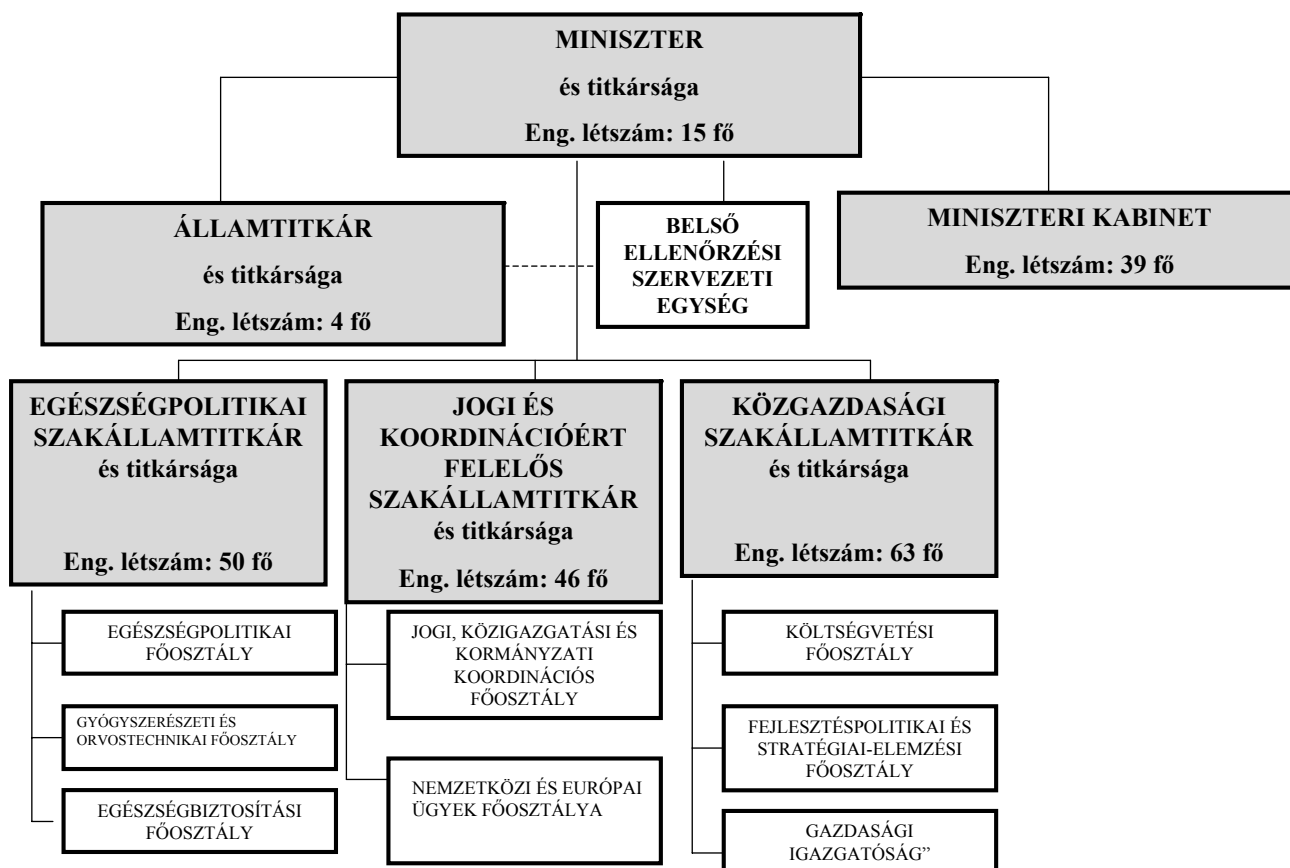 MINISZTER
és titkársága
Eng. létszám: 15 fő
ÁLLAMTITKÁR
és titkársága
Eng. létszám: 4 fő
BELSŐ
ELLENŐRZÉSI
SZERVEZETI
EGYSÉG
MINISZTERI KABINET
Eng. létszám: 39 fő
EGÉSZSÉGPOLITIKAI
SZAKÁLLAMTITKÁR
és titkársága
Eng. létszám: 50 fő
JOGI ÉS
KOORDINÁCIÓÉRT
FELELŐS
SZAKÁLLAMTITKÁR
és titkársága
Eng. létszám: 46 fő
KÖZGAZDASÁGI
SZAKÁLLAMTITKÁR
és titkársága
Eng. létszám: 63 fő
EGÉSZSÉGPOLITIKAI
FŐOSZTÁLY
GYÓGYSZERÉSZETI ÉS
ORVOSTECHNIKAI FŐOSZTÁLY
EGÉSZSÉGBIZTOSÍTÁSI
FŐOSZTÁLY
JOGI, KÖZIGAZGATÁSI ÉS
KORMÁNYZATI
KOORDINÁCIÓS
FŐOSZTÁLY
NEMZETKÖZI ÉS EURÓPAI
ÜGYEK FŐOSZTÁLYA
KÖLTSÉGVETÉSI
FŐOSZTÁLY
FEJLESZTÉSPOLITIKAI ÉS
STRATÉGIAI-ELEMZÉSI
FŐOSZTÁLY
GAZDASÁGI
IGAZGATÓSÁG”